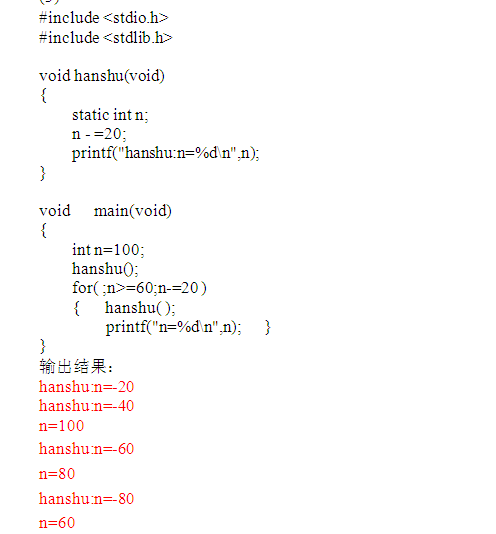 #include <stdio.h>
#include <stdlib.h>
void hanshu(void)
{
static int n;
n - =20;
printf("hanshu:n=%d\n",n);
}
void main(void)
{
int n=100;
hanshu();
for( ;n>=60;n-=20 )
{ hanshu( );
printf("n=%d\n",n); }
}
输出结果：
hanshu:n=-20
hanshu:n=-40
n=100
hanshu:n=-60
n=80
hanshu:n=-80
n=60